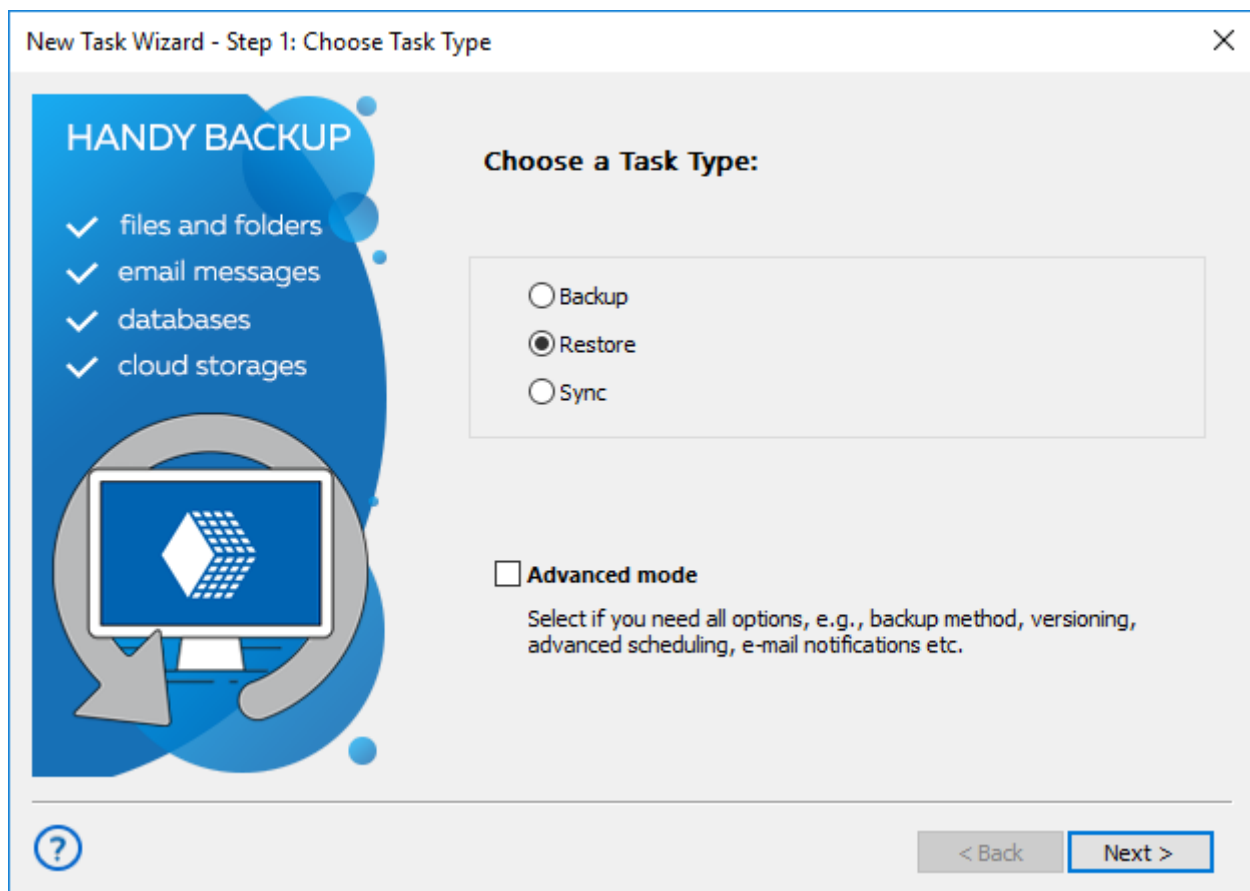 New Task Wizard - Step 1: Choose Task Type
HANDY BACKUP
files and folders
email messages
databases
cloud storages
Choose a Task Type:
Backup
Restore
Sync
Advanced mode
Select if you need all options, e.g., backup method, versioning,
advanced scheduling, e-mail notifications etc.
?
< Back
Next >